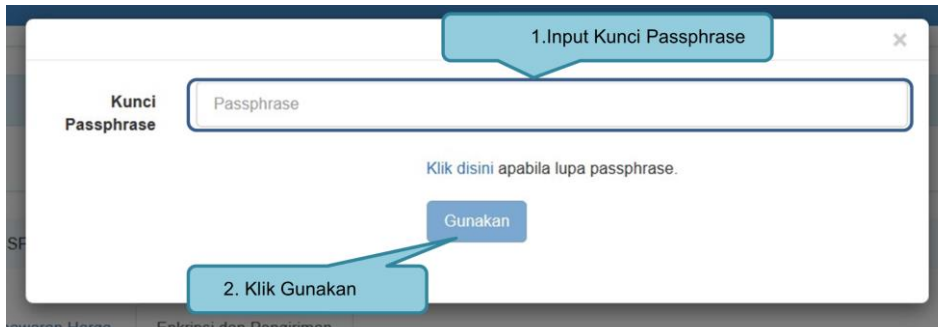 1.Input Kunci Passphrase
×
Kunci
Passphrase
Passphrase
Klik disini apabila lupa passphrase.
Gunakan
2. Klik Gunakan
Enkripsi dan Pengiriman